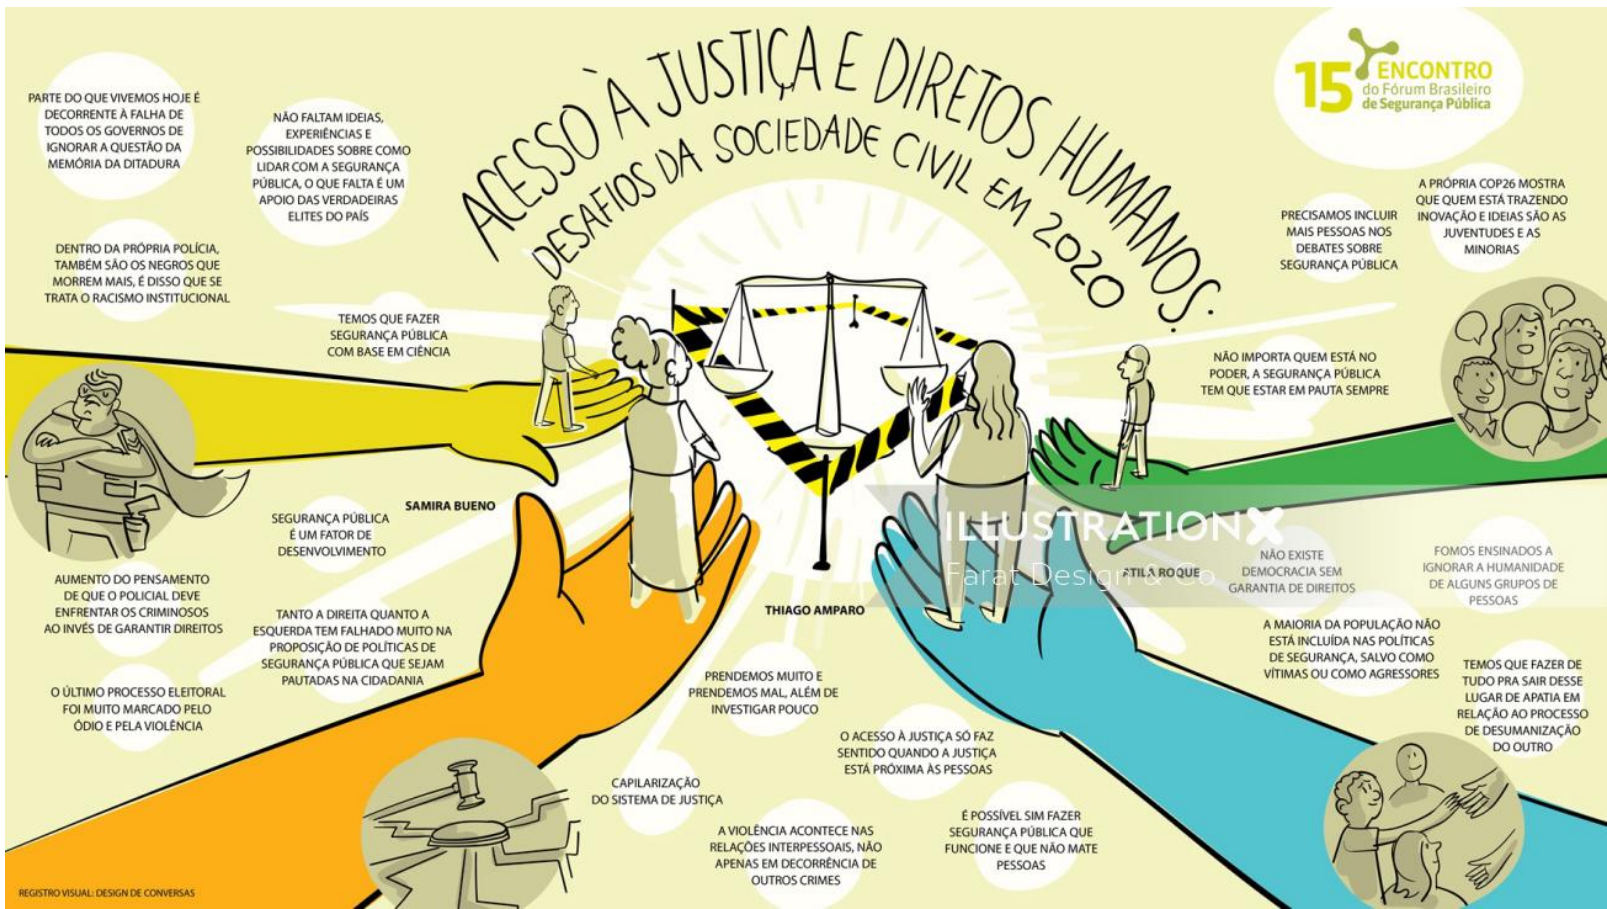 ACESSO À JUSTIÇA E DIRETOS HUMANOS:
DESAFIOS DA SOCIEDADE CIVIL EM 2020
15º ENCONTRO
do Fórum Brasileiro
de Segurança Pública
PARTE DO QUE VIVEMOS HOJE É
DECORRENTE À FALHA DE
TODOS OS GOVERNOS DE
IGNORAR A QUESTÃO DA
MEMÓRIA DA DITADURA
NÃO FALTAM IDEIAS,
EXPERIÊNCIAS E
POSSIBILIDADES SOBRE COMO
LIDAR COM A SEGURANÇA
PÚBLICA, O QUE FALTA É UM
APOIO DAS VERDADEIRAS
ELITES DO PAÍS
DENTRO DA PRÓPRIA POLÍCIA,
TAMBÉM SÃO OS NEGROS QUE
MORREM MAIS, É DISSO QUE SE
TRATA O RACISMO INSTITUCIONAL
TEMOS QUE FAZER
SEGURANÇA PÚBLICA
COM BASE EM CIÊNCIA
PRECISAMOS INCLUIR
MAIS PESSOAS NOS
DEBATES SOBRE
SEGURANÇA PÚBLICA
A PRÓPRIA COP26 MOSTRA
QUE QUEM ESTÁ TRAZENDO
INOVAÇÃO E IDEIAS SÃO AS
JUVENTUDES E AS
MINORIAS
NÃO IMPORTA QUEM ESTÁ NO
PODER, A SEGURANÇA PÚBLICA
TEM QUE ESTAR EM PAUTA SEMPRE
SAMIRA BUENO
SEGURANÇA PÚBLICA
É UM FATOR DE
DESENVOLVIMENTO
AUMENTO DO PENSAMENTO
DE QUE O POLICIAL DEVE
ENFRENTAR OS CRIMINOSOS
AO INVÉS DE GARANTIR DIREITOS
TANTO A DIREITA QUANTO A
ESQUERDA TEM FALHADO MUITO NA
PROPOSIÇÃO DE POLÍTICAS DE
SEGURANÇA PÚBLICA QUE SEJAM
PAUTADAS NA CIDADANIA
O ÚLTIMO PROCESSO ELEITORAL
FOI MUITO MARCADO PELO
ÓDIO E PELA VIOLÊNCIA
THIAGO AMPARO
ILLUSTRATIONX
Farat Design & Co
ATILA ROQUE
NÃO EXISTE
DEMOCRACIA SEM
GARANTIA DE DIREITOS
FOMOS ENSINADOS A
IGNORAR A HUMANIDADE
DE ALGUNS GRUPOS DE
PESSOAS
A MAIORIA DA POPULAÇÃO NÃO
ESTÁ INCLUÍDA NAS POLÍTICAS
DE SEGURANÇA, SALVO COMO
VÍTIMAS OU COMO AGRESSORES
TEMOS QUE FAZER DE
TUDO PRA SAIR DESSE
LUGAR DE APATIA EM
RELAÇÃO AO PROCESSO
DE DESUMANIZAÇÃO
DO OUTRO
PRENDEMOS MUITO E
PRENDEMOS MAL, ALÉM DE
INVESTIGAR POUCO
O ACESSO À JUSTIÇA SÓ FAZ
SENTIDO QUANDO A JUSTIÇA
ESTÁ PRÓXIMA ÀS PESSOAS
CAPILARIZAÇÃO
DO SISTEMA DE JUSTIÇA
A VIOLÊNCIA ACONTECE NAS
RELAÇÕES INTERPESSOAIS, NÃO
APENAS EM DECORRÊNCIA DE
OUTROS CRIMES
É POSSÍVEL SIM FAZER
SEGURANÇA PÚBLICA QUE
FUNCIONE E QUE NÃO MATE
PESSOAS
REGISTRO VISUAL: DESIGN DE CONVERSAS